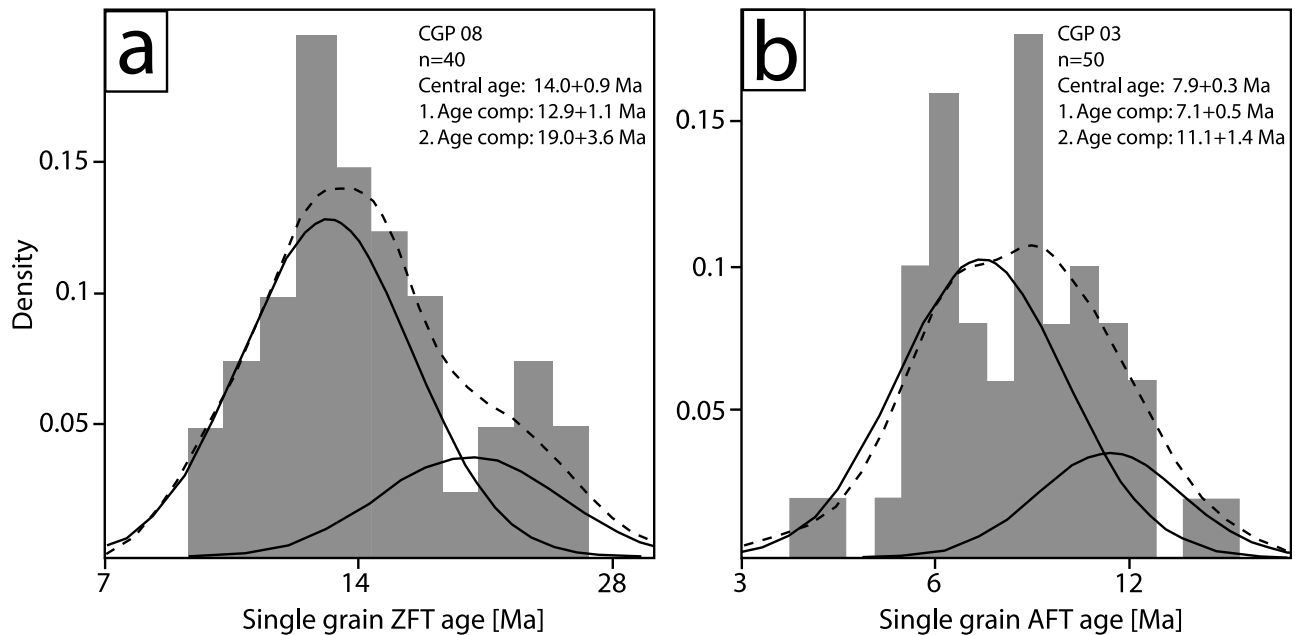 a
CGP 08
n=40
Central age: 14.0+0.9 Ma
1. Age comp: 12.9+1.1 Ma
2. Age comp: 19.0+3.6 Ma
Density
0.15
0.1
0.05
7
14
28
Single grain ZFT age [Ma]
b
CGP 03
n=50
Central age: 7.9+0.3 Ma
1. Age comp: 7.1+0.5 Ma
2. Age comp: 11.1+1.4 Ma
0.15
0.1
0.05
3
6
12
Single grain AFT age [Ma]